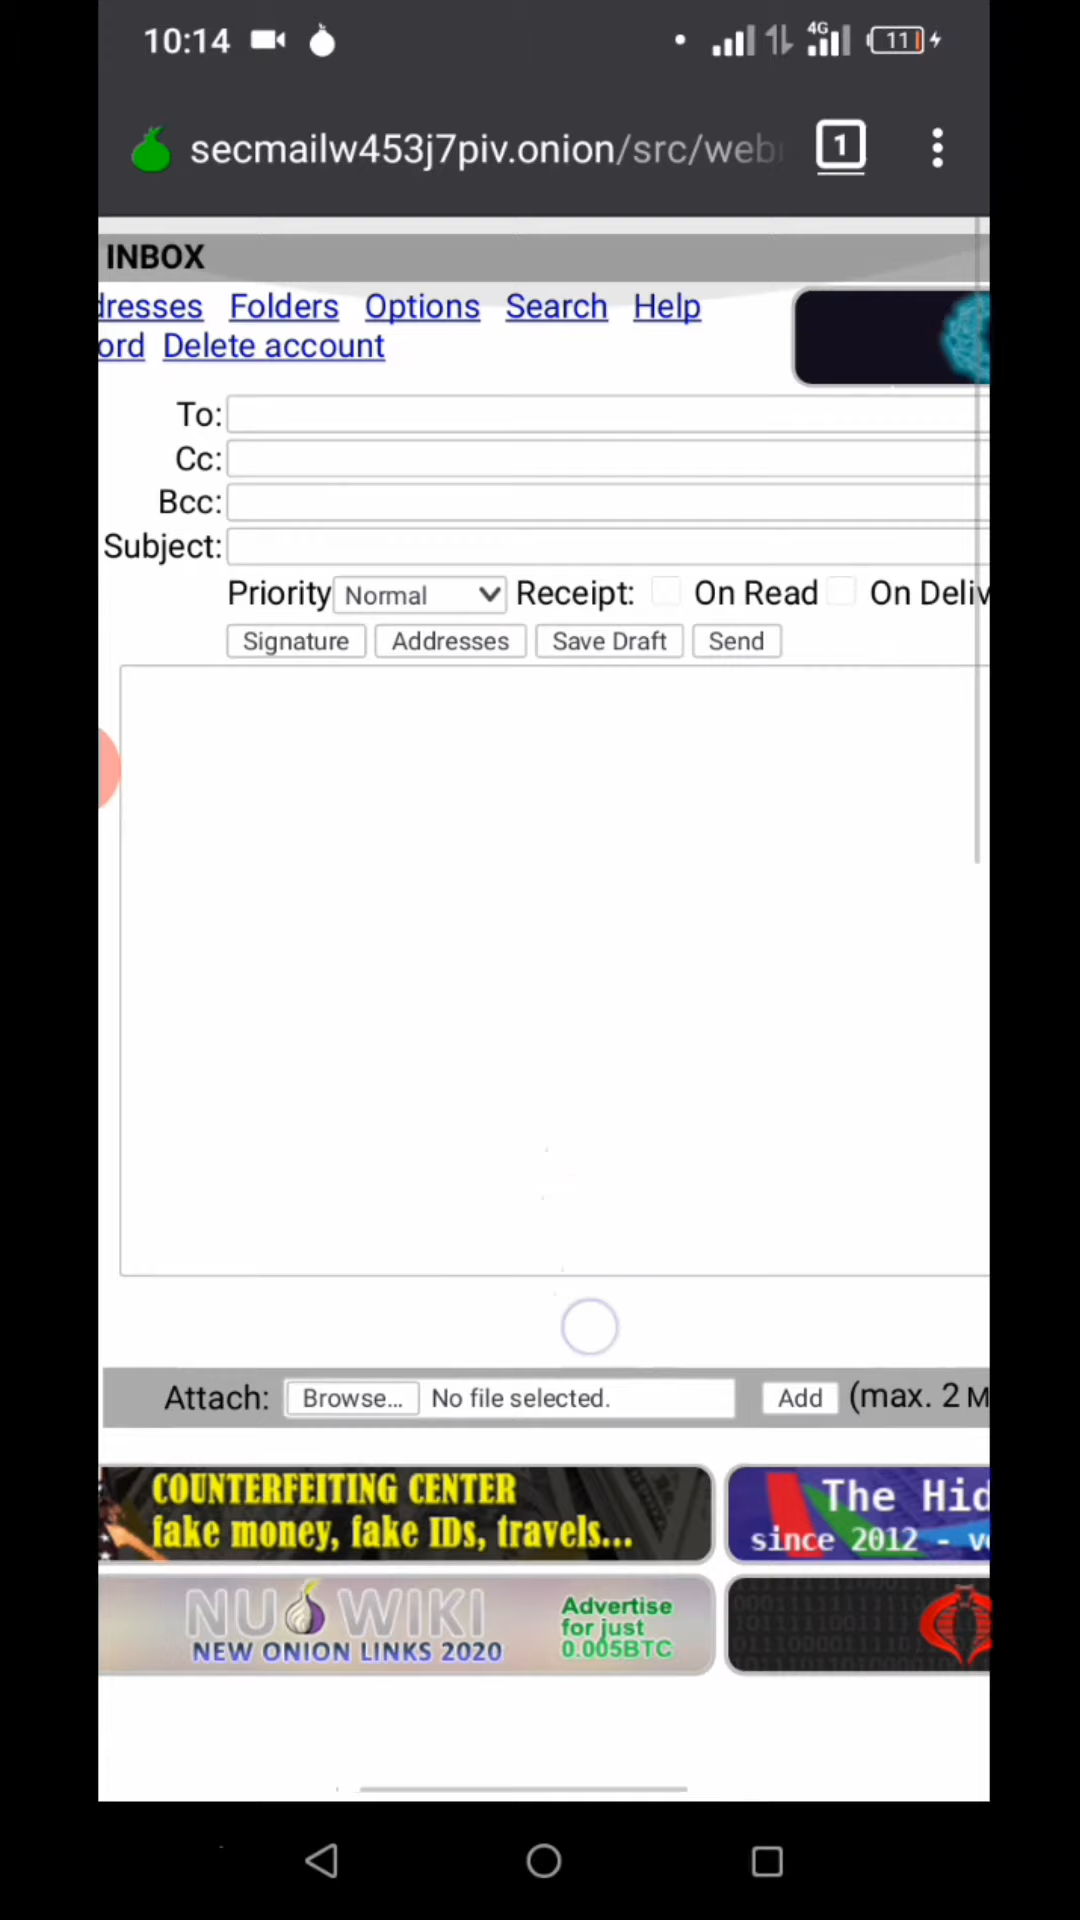 10:14 4G 11
secmailw453j7piv.onion/src/web 1
INBOX
dresses Folders Options Search Help
ord Delete account
To:
Cc:
Bcc:
Subject:
Priority Normal Receipt: On Read On Deliv
Signature Addresses Save Draft Send
Attach: Browse... No file selected. Add (max. 2 M
COUNTERFEITING CENTER
fake money, fake IDs, travels...
The Hid
since 2012 - v
NU WIKI
NEW ONION LINKS 2020
Advertise
for just
0.005BTC